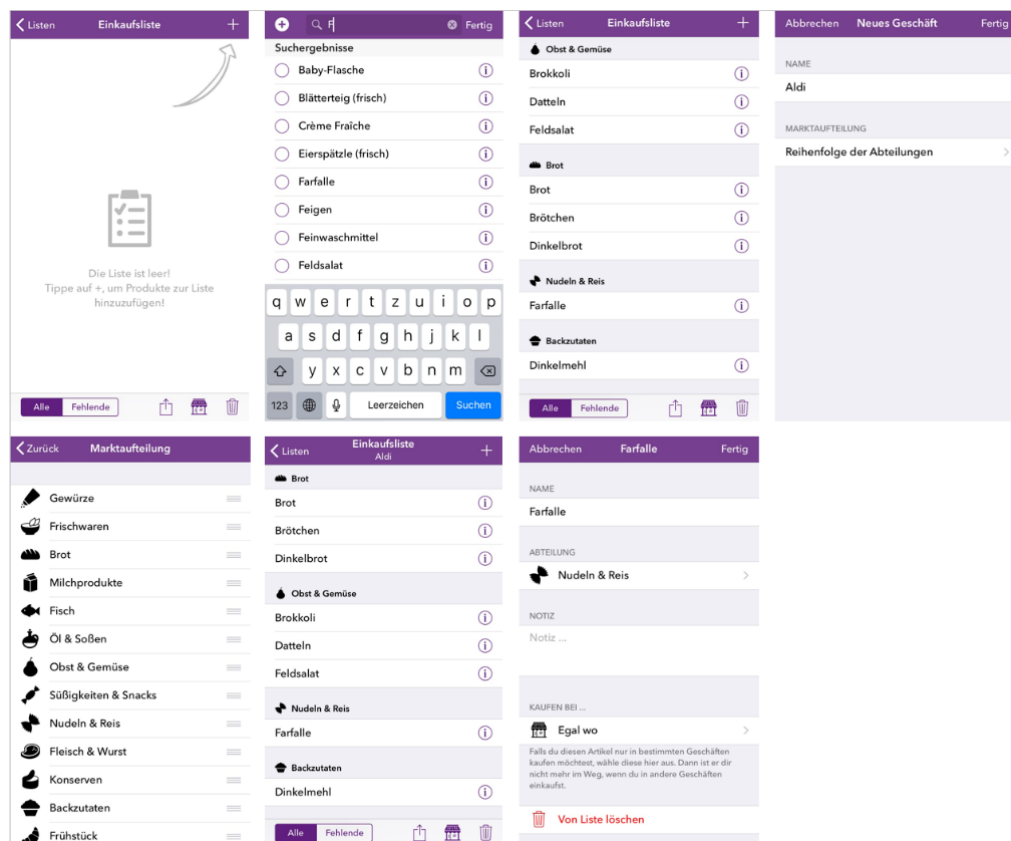 Listen Einkaufsliste +
Die Liste ist leer!
Tippe auf +, um Produkte zur Liste
hinzuzufügen!
Alle Fehlende
F Fertig
Suchergebnisse
Baby-Flasche
Blätterteig (frisch)
Crème Fraîche
Eierspätzle (frisch)
Farfalle
Feigen
Feinwaschmittel
Feldsalat
q w e r t z u i o p
a s d f g h j k l
y x c v b n m
123 Leerzeichen Suchen
Listen Einkaufsliste +
Obst & Gemüse
Brokkoli
Datteln
Feldsalat
Brot
Brot
Brötchen
Dinkelbrot
Nudeln & Reis
Farfalle
Backzutaten
Dinkelmehl
Alle Fehlende
Abbrechen Neues Geschäft Fertig
NAME
Aldi
MARKTAUFTEILUNG
Reihenfolge der Abteilungen
Zurück Marktaufteilung
Gewürze
Frischwaren
Brot
Milchprodukte
Fisch
Öl & Soßen
Obst & Gemüse
Süßigkeiten & Snacks
Nudeln & Reis
Fleisch & Wurst
Konserven
Backzutaten
Frühstück
Listen Einkaufsliste +
Aldi
Brot
Brot
Brötchen
Dinkelbrot
Obst & Gemüse
Brokkoli
Datteln
Feldsalat
Nudeln & Reis
Farfalle
Backzutaten
Dinkelmehl
Alle Fehlende
Abbrechen Farfalle Fertig
NAME
Farfalle
ABTEILUNG
Nudeln & Reis
NOTIZ
Notiz ...
KAUFEN BEI ...
Egal wo
Falls du diesen Artikel nur in bestimmten Geschäften
kaufen möchtest, wähle diese hier aus. Dann ist er dir
nicht mehr im Weg, wenn du in andere Geschäften
einkaufst.
Von Liste löschen